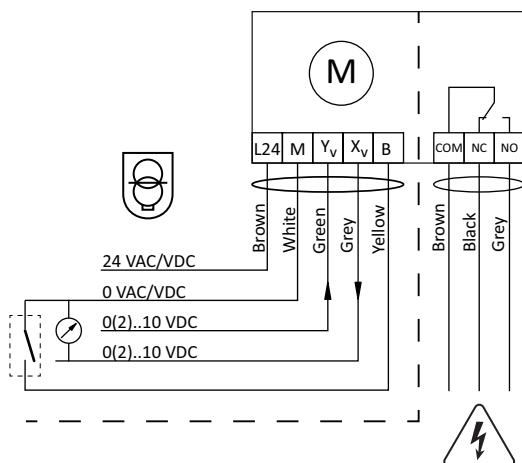 M
L24 M Yv Xv B
COM NC NO
Brown White Green Grey Yellow
Brown Black Grey
24 VAC/VDC
0 VAC/VDC
0(2)..10 VDC
0(2)..10 VDC